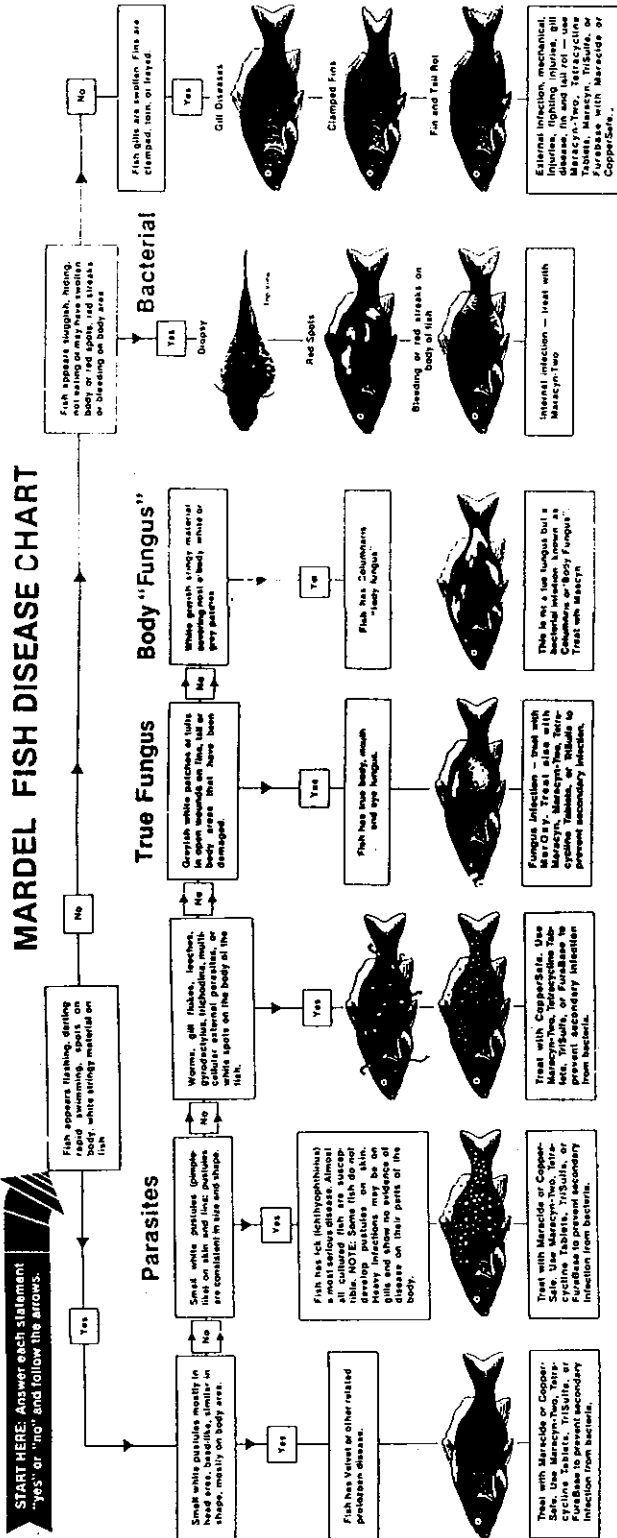 MARDEL FISH DISEASE CHART
START HERE: Answer each statement
"yes" or "no" and follow the arrows.
Fish appears flashing, darting
rapid swimming, spots on
body, white stringy material on
fish
Yes
No
Parasites
Small white pustules mostly in
head area, bead-like, similar in
shape, mostly on body area.
Yes
Fish has Velvet or other related
protozoan disease.
Treat with Maracide or Copper-
Safe. Use Maracyn-Two, Tetra-
cycline Tablets, TriSulfa, or
FuraBase to prevent secondary
infection from bacteria.
No
Small white pustules (pimple-
like) on skin and fins; pustules
are consistent in size and shape.
Yes
Fish has Ick (Ichthyophthirius)
a most serious disease. Almost
all cultured fish are suscep-
tible. NOTE: Some fish do not
develop pustules on skin.
Heavy infections may be on
gills and show no evidence of
disease on their parts of the
body.
Treat with Maracide or Copper-
Safe. Use Maracyn-Two, Tetra-
cycline Tablets, TriSulfa, or
FuraBase to prevent secondary
infection from bacteria.
No
Worms, gill flukes, leeches,
gyrodactylus, trichodina, multi-
cellular external parasites, or
white spots on the body of the
fish.
Yes
Treat with CopperSafe. Use
Maracyn-Two, Tetracycline Tab-
lets, TriSulfa, or FuraBase to
prevent secondary infection
from bacteria.
No
True Fungus
Greyish white patches or tufts
in open wounds on fins, tail or
body areas that have been
damaged.
Yes
Fish has true body, mouth
and eye fungus.
Fungus Infection — treat with
MarOxy. Treat also with
Maracyn, Maracyn-Two, Tetra-
cycline Tablets, or TriSulfa to
prevent secondary infection.
No
Body "Fungus"
White greyish stringy material
covering most of body, white or
grey patches
Yes
Fish has Columnaris
"body fungus"
This is not a true fungus but a
bacterial infection known as
Columnaris or "Body Fungus"
Treat with Maracyn
Fish appears sluggish, hiding,
not eating or may have swollen
body or red spots, red streaks
or bleeding on body area
Bacterial
Yes
Dropsy
Top view
Red Spots
Bleeding or red streaks on
body of fish
Internal infection — treat with
Maracyn-Two
No
Fish gills are swollen. Fins are
clamped, torn, or frayed.
Yes
Gill Diseases
Clamped Fins
Fin and Tail Rot
External infection, mechanical
injuries, fighting injuries, gill
disease, fin and tail rot — use
Maracyn-Two, Tetracycline
Tablets, Maracyn, TriSulfa, or
Furabase with Maracide or
CopperSafe.